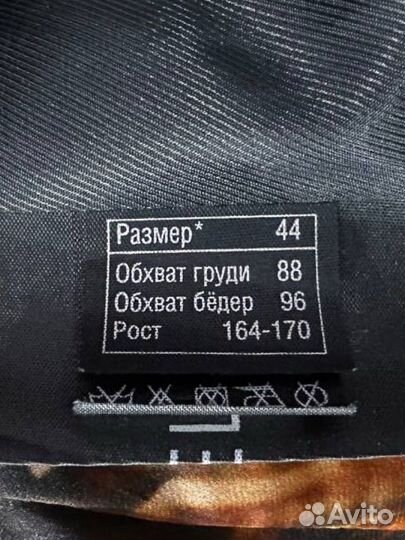 Размер* 44
Обхват груди 88
Обхват бёдер 96
Рост 164-170
Avito